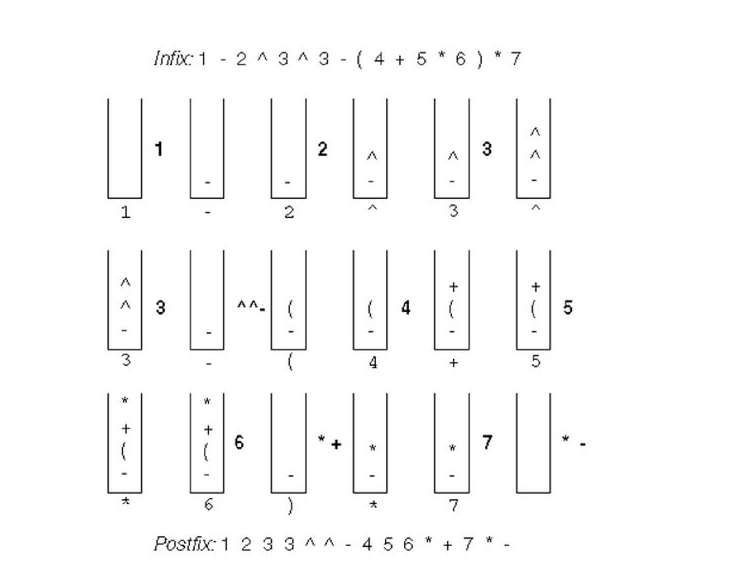 Infix: 1 - 2 ^ 3 ^ 3 - ( 4 + 5 * 6 ) * 7
^
1 2 ^ ^ 3 ^
- - - - -
1 - 2 ^ 3 ^
^ + +
^ 3 ^^- ( ( 4 ( ( 5
- - - - - -
3 - ( 4 + 5
* *
+ +
( ( 6 * + * * 7 * -
- - - - -
* 6 ) * 7
Postfix: 1 2 3 3 ^ ^ - 4 5 6 * + 7 * -